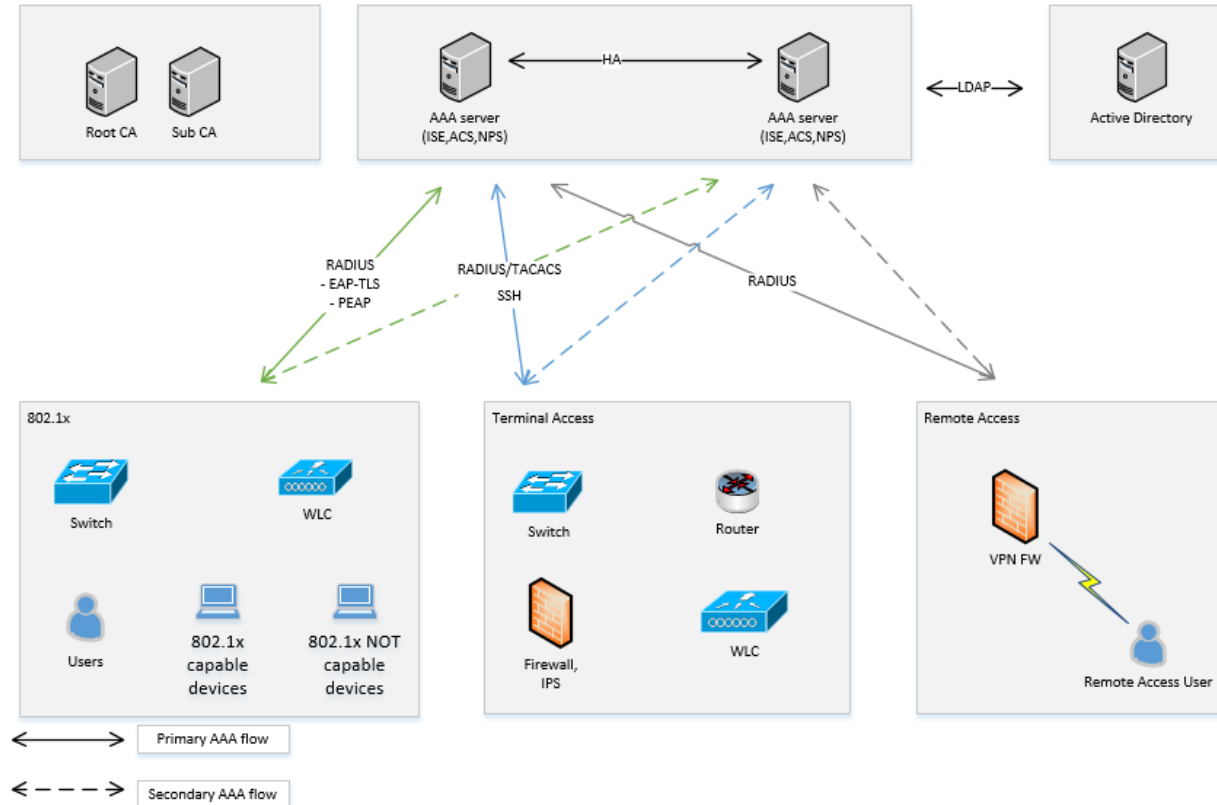 Root CA
Sub CA
AAA server
(ISE,ACS,NPS)
HA
AAA server
(ISE,ACS,NPS)
LDAP
Active Directory
RADIUS
- EAP-TLS
- PEAP
RADIUS/TACACS
SSH
RADIUS
802.1x
Switch
WLC
Users
802.1x
capable
devices
802.1x NOT
capable
devices
Terminal Access
Switch
Router
Firewall,
IPS
WLC
Remote Access
VPN FW
Remote Access User
Primary AAA flow
Secondary AAA flow